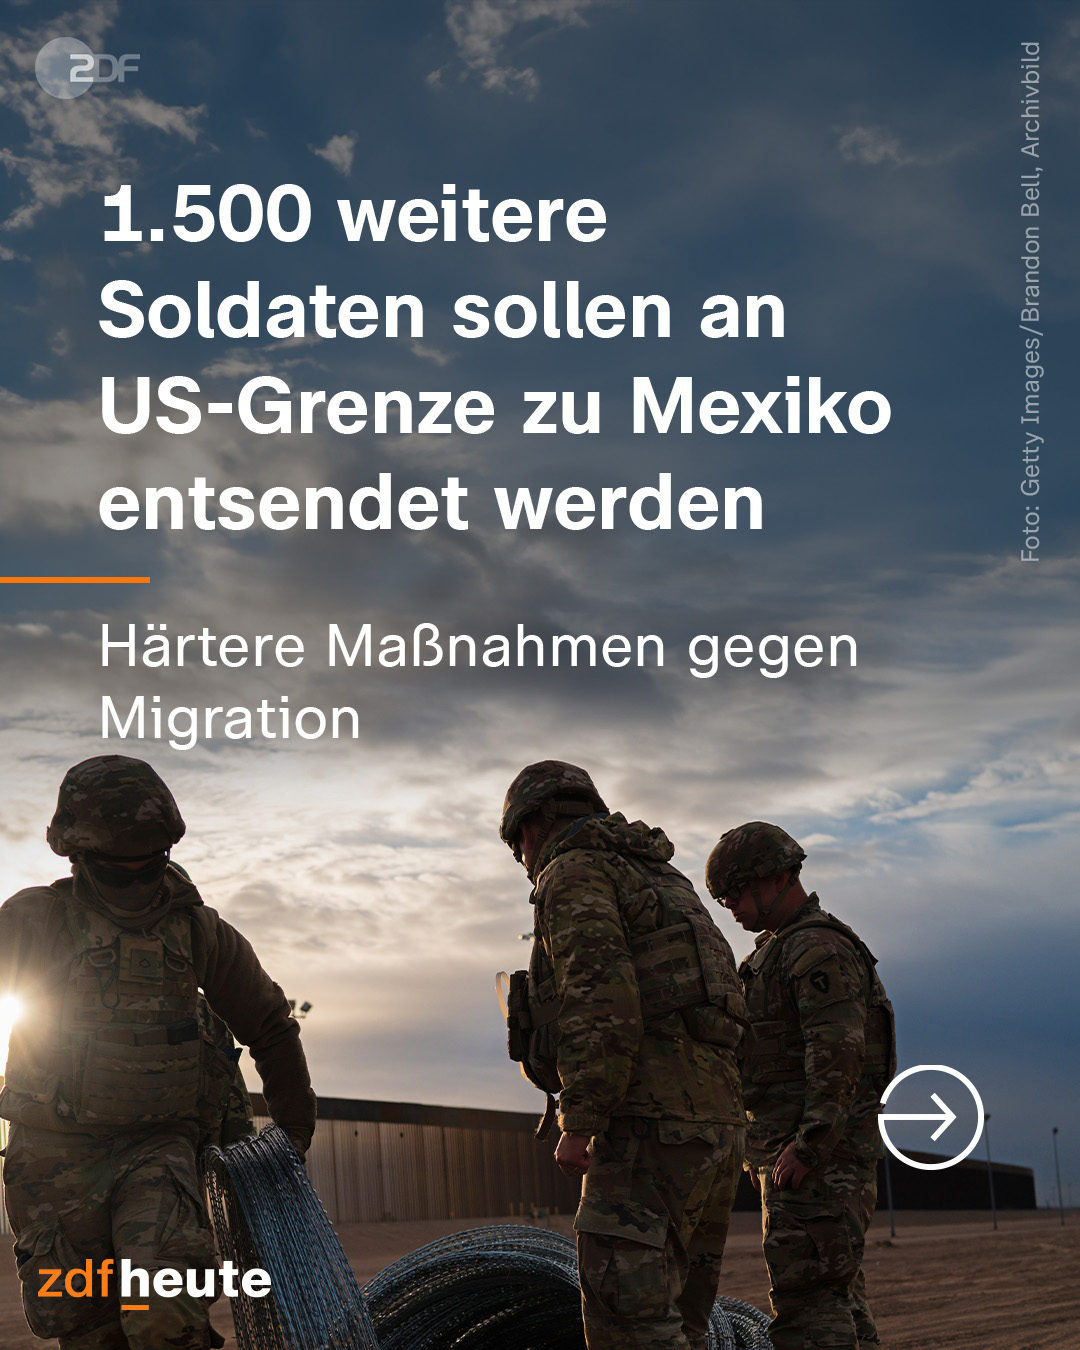 ZDF
Foto: Getty Images/Brandon Bell, Archivbild
1.500 weitere
Soldaten sollen an
US-Grenze zu Mexiko
entsendet werden
Härtere Maßnahmen gegen
Migration
zdfheute